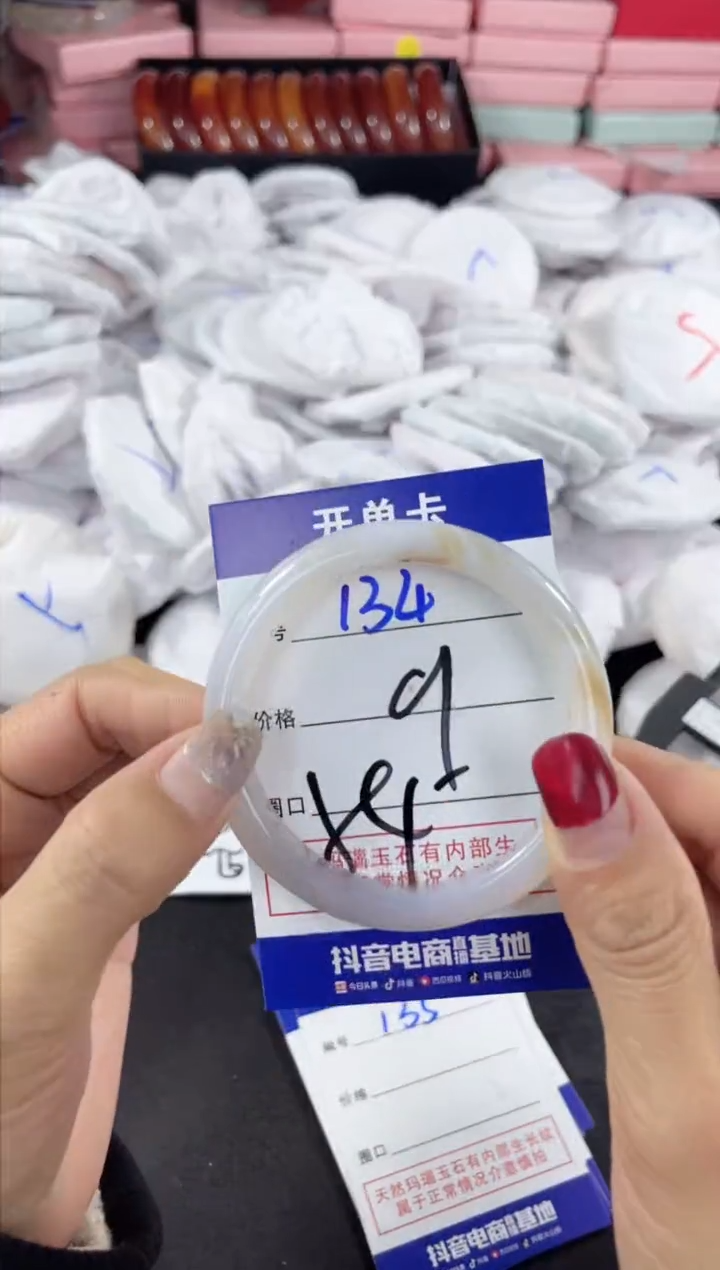 开单卡
号 134
价格 9
圈口
玛瑙玉石有内部生
常情况介
抖音电商直播基地
今日头条 抖音 西瓜视频 抖音火山版
编号 135
价格
圈口
天然玛瑙玉石有内部生长纹
属于正常情况介意慎拍
抖音电商直播基地